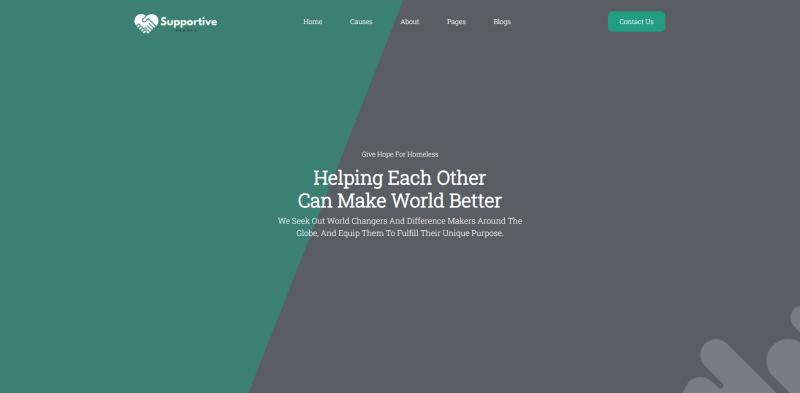 Supportive
Home
Causes
About
Pages
Blogs
Contact Us
Give Hope For Homeless
Helping Each Other
Can Make World Better
We Seek Out World Changers And Difference Makers Around The
Globe, And Equip Them To Fulfill Their Unique Purpose.